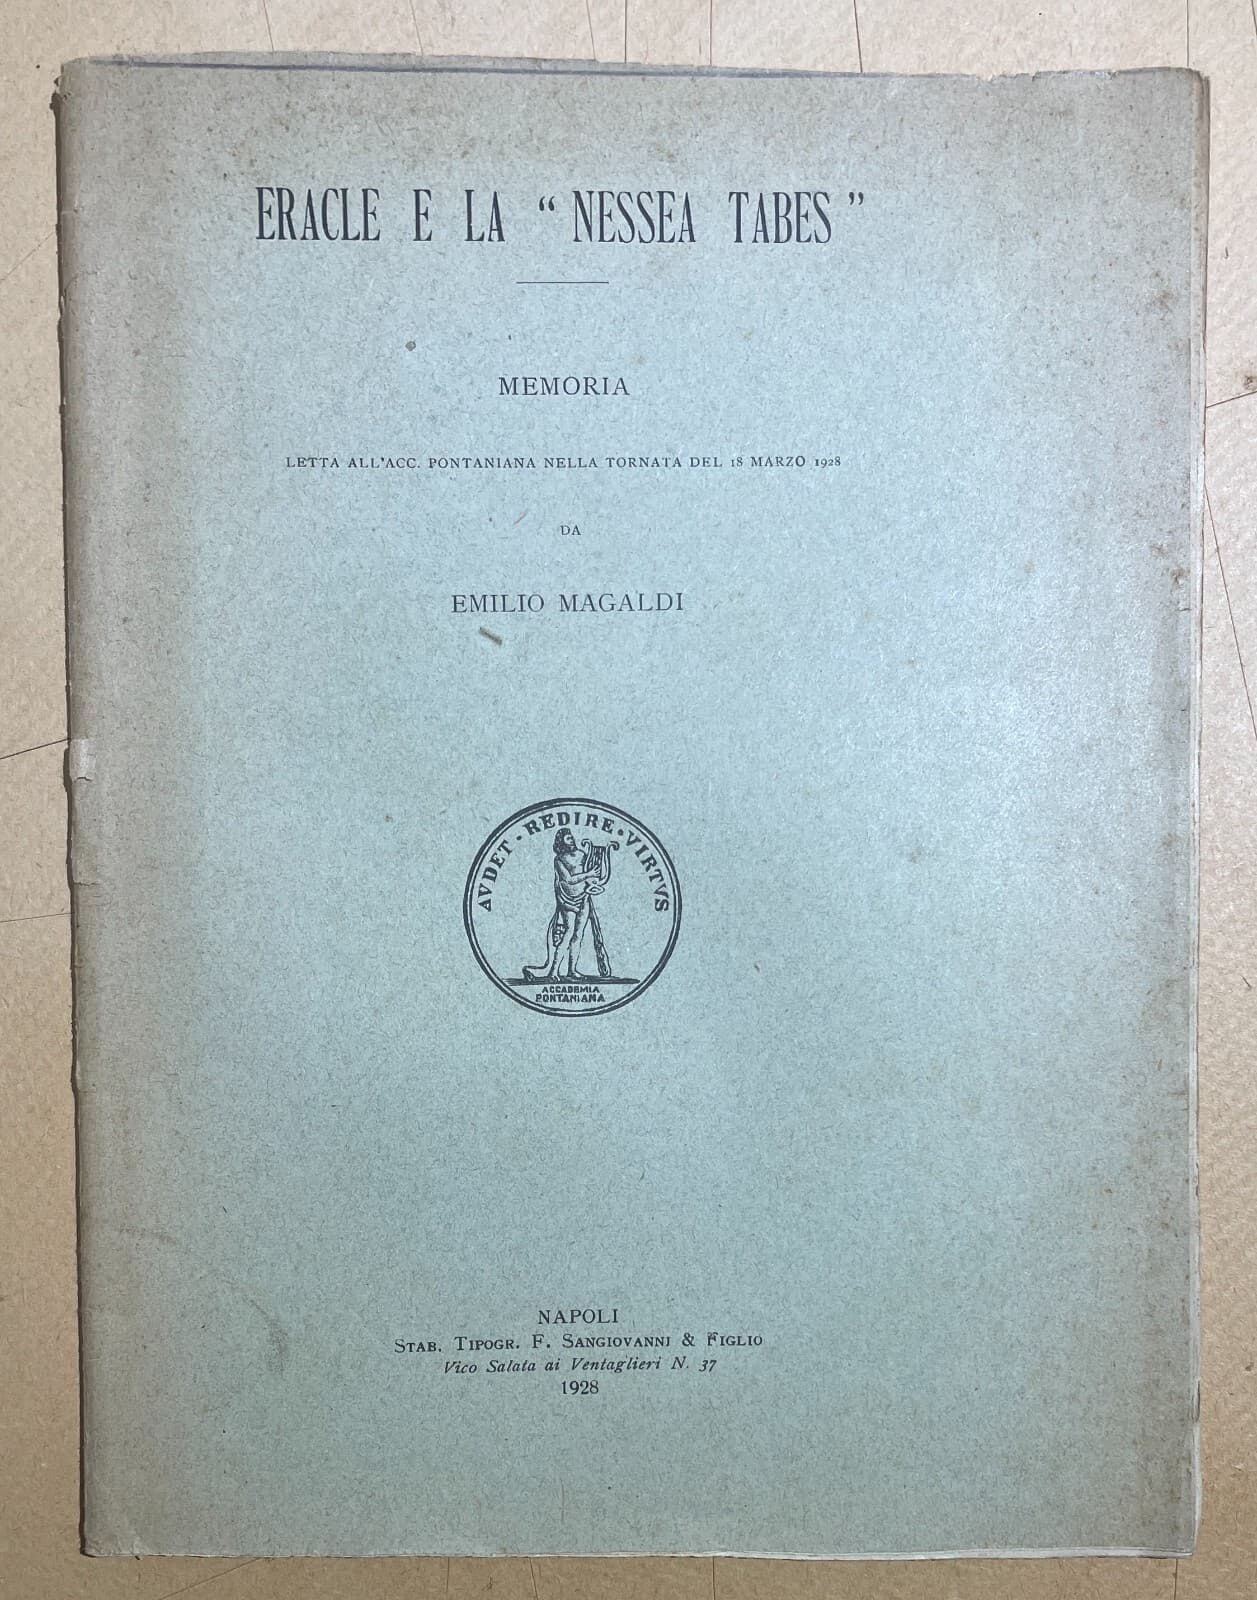 ERACLE E LA “ NESSEA TABES ”
MEMORIA
LETTA ALL'ACC. PONTANIANA NELLA TORNATA DEL 18 MARZO 1928
DA
EMILIO MAGALDI
AVDET · REDIRE · VIRTVS
ACCADEMIA
PONTANIANA
NAPOLI
STAB. TIPOGR. F. SANGIOVANNI & FIGLIO
Vico Salata ai Ventaglieri N. 37
1928